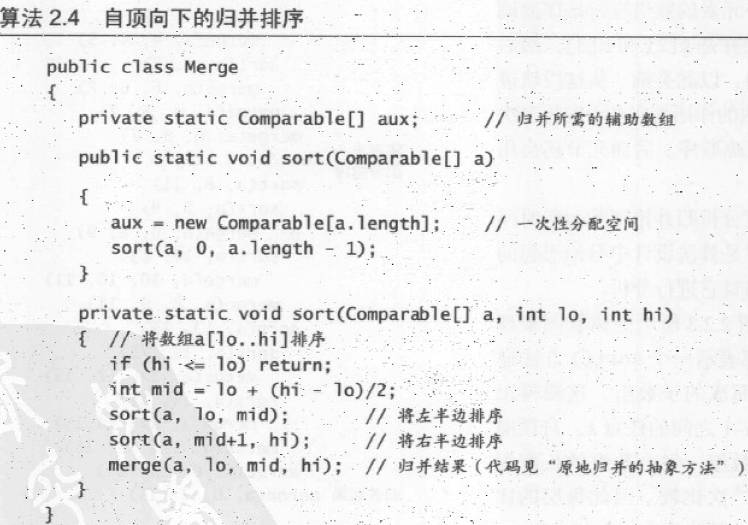 算法 2.4 自顶向下的归并排序
public class Merge
{
private static Comparable[] aux; // 归并所需的辅助数组
public static void sort(Comparable[] a)
{
aux = new Comparable[a.length]; // 一次性分配空间
sort(a, 0, a.length - 1);
}
private static void sort(Comparable[] a, int lo, int hi)
{ // 将数组a[lo..hi]排序
if (hi <= lo) return;
int mid = lo + (hi - lo)/2;
sort(a, lo, mid); // 将左半边排序
sort(a, mid+1, hi); // 将右半边排序
merge(a, lo, mid, hi); // 归并结果（代码见“原地归并的抽象方法”）
}
}